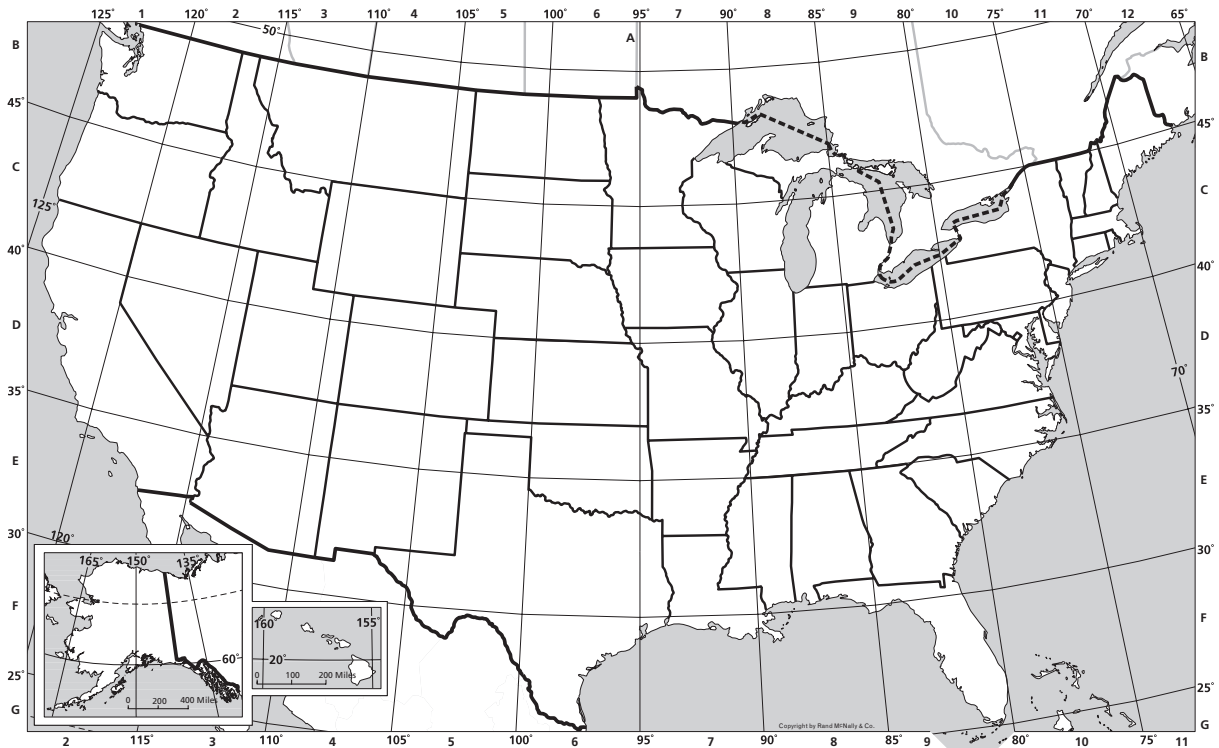 125° 1 120° 2 115° 3 110° 4 105° 5 100° 6 95° 7 90° 8 85° 9 80° 10 75° 11 70° 12 65°
50°
A
B B
45° 45°
C C
125°
40° 40°
D D
70°
35° 35°
E E
30° 30°
120°
165° 150° 135°
F F
160° 155°
60°
20°
25° 25°
0 100 200 Miles
0 200 400 Miles
G G
Copyright by Rand McNally & Co.
2 115° 3 110° 4 105° 5 100° 6 95° 7 90° 8 85° 9 80° 10 75° 11